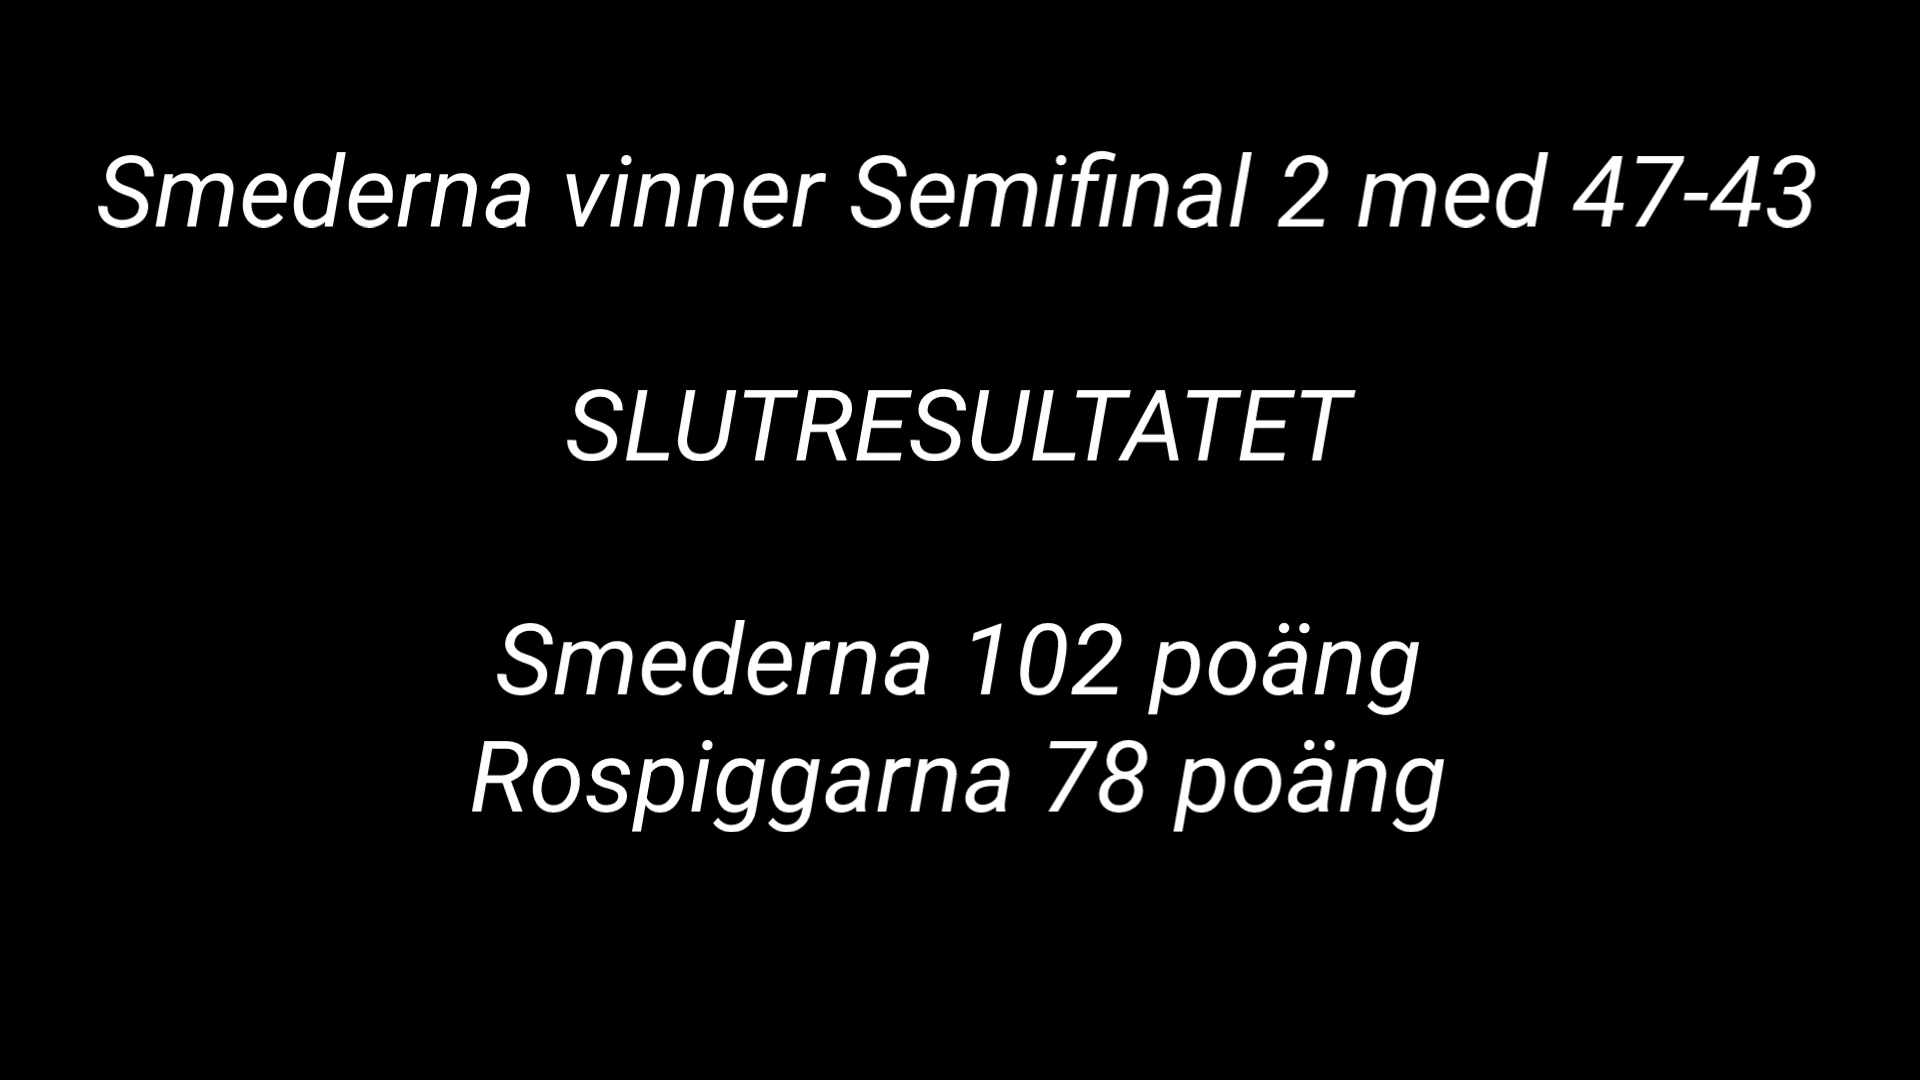 Smederna vinner Semifinal 2 med 47-43
SLUTRESULTATET
Smederna 102 poäng
Rospiggarna 78 poäng